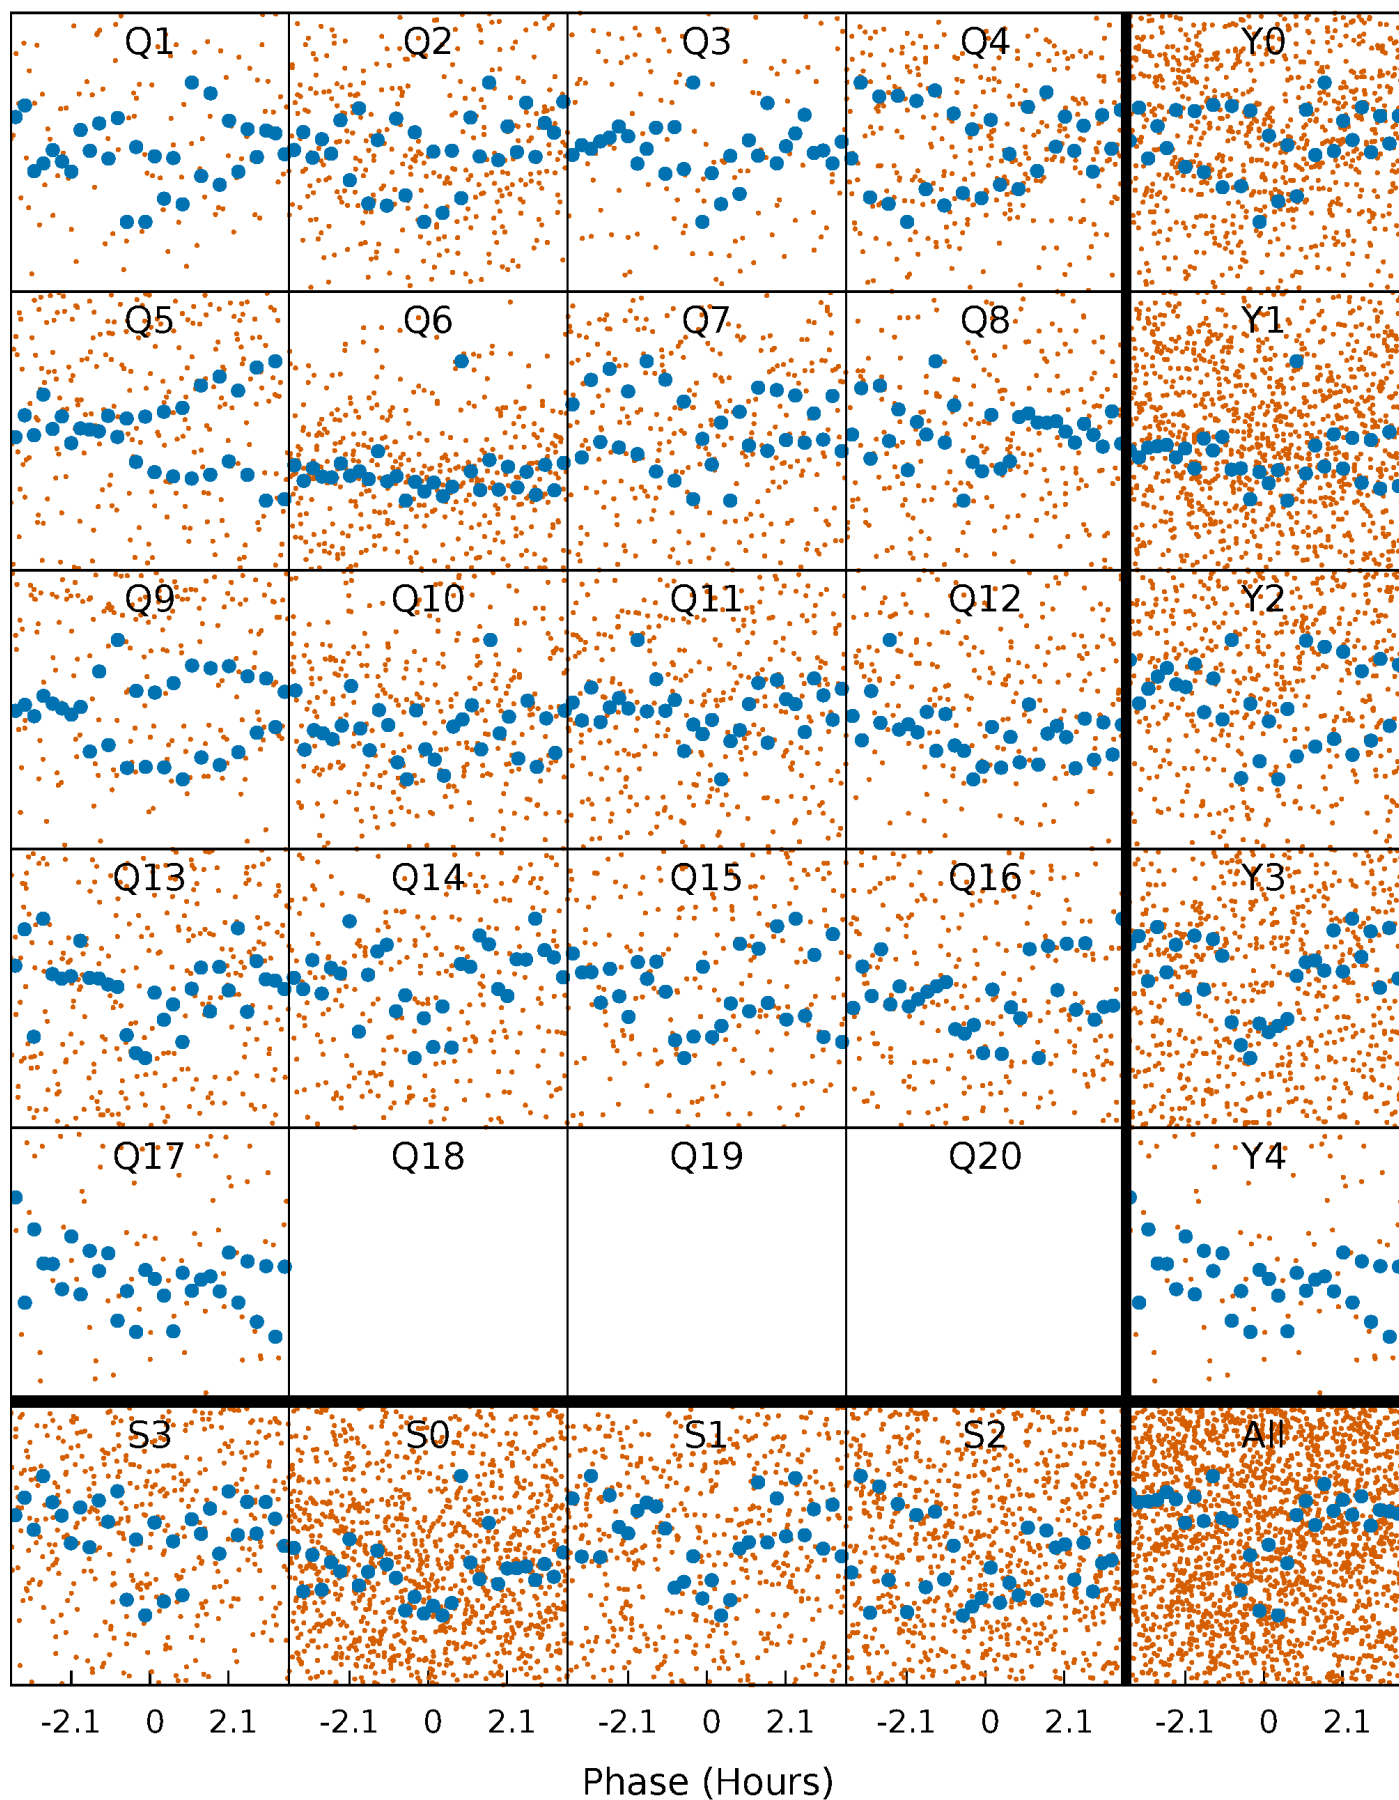 Q1 Q2 Q3 Q4 Y0
Q5 Q6 Q7 Q8 Y1
Q9 Q10 Q11 Q12 Y2
Q13 Q14 Q15 Q16 Y3
Q17 Q18 Q19 Q20 Y4
S3 S0 S1 S2 All
-2.1 0 2.1 -2.1 0 2.1 -2.1 0 2.1 -2.1 0 2.1 -2.1 0 2.1
Phase (Hours)